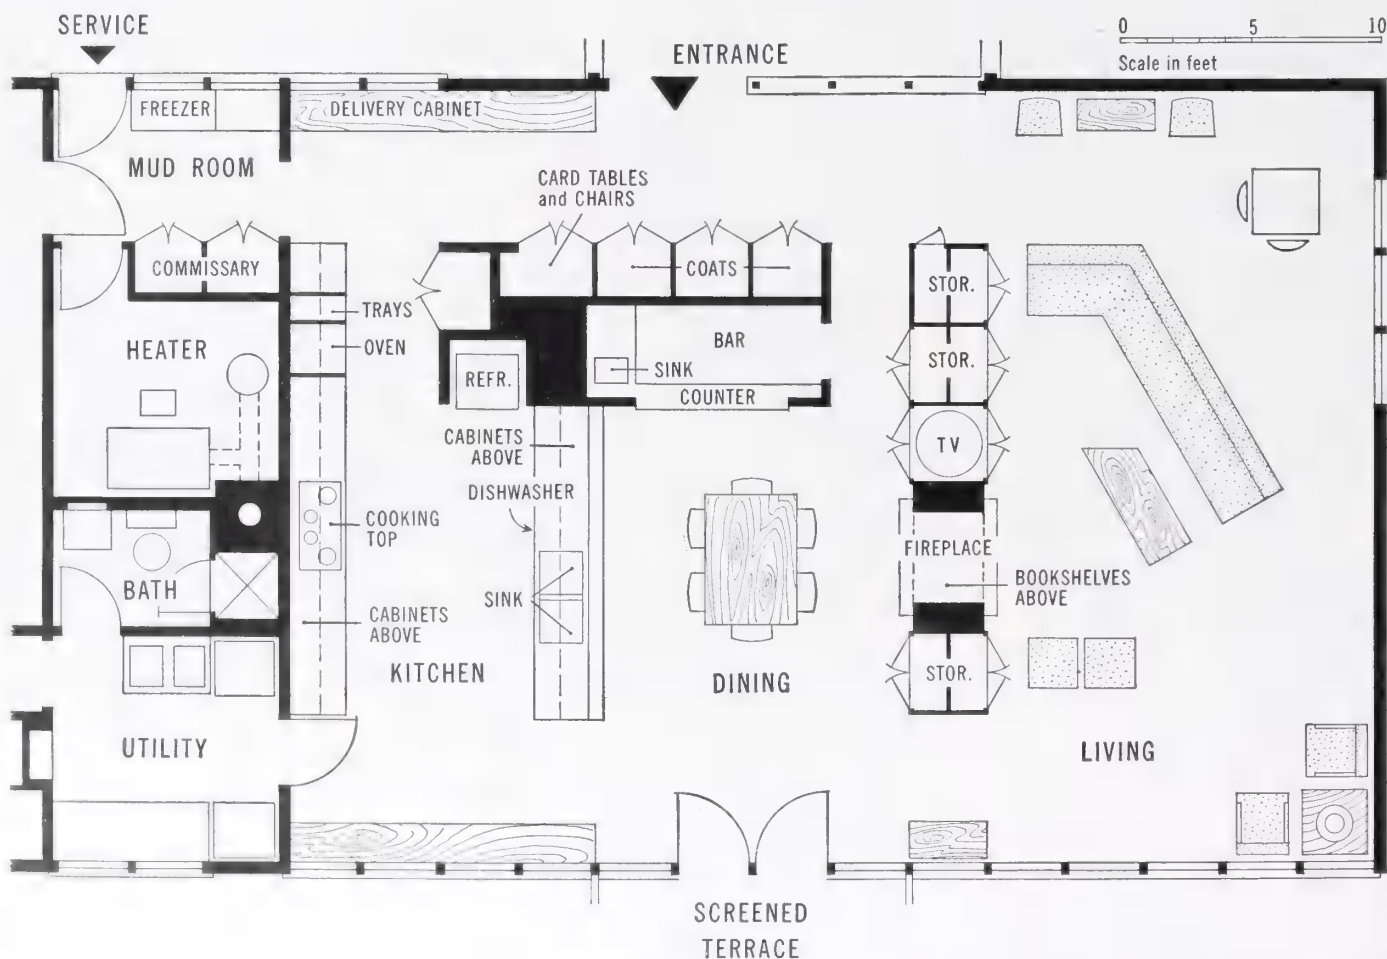 SERVICE
ENTRANCE
0 5 10
Scale in feet
FREEZER
DELIVERY CABINET
MUD ROOM
CARD TABLES
and CHAIRS
COMMISSARY
COATS
STOR.
TRAYS
OVEN
HEATER
BAR
SINK
REFR.
COUNTER
STOR.
CABINETS
ABOVE
TV
DISHWASHER
COOKING
TOP
FIREPLACE
BATH
SINK
BOOKSHELVES
ABOVE
CABINETS
ABOVE
KITCHEN
DINING
STOR.
UTILITY
LIVING
SCREENED
TERRACE